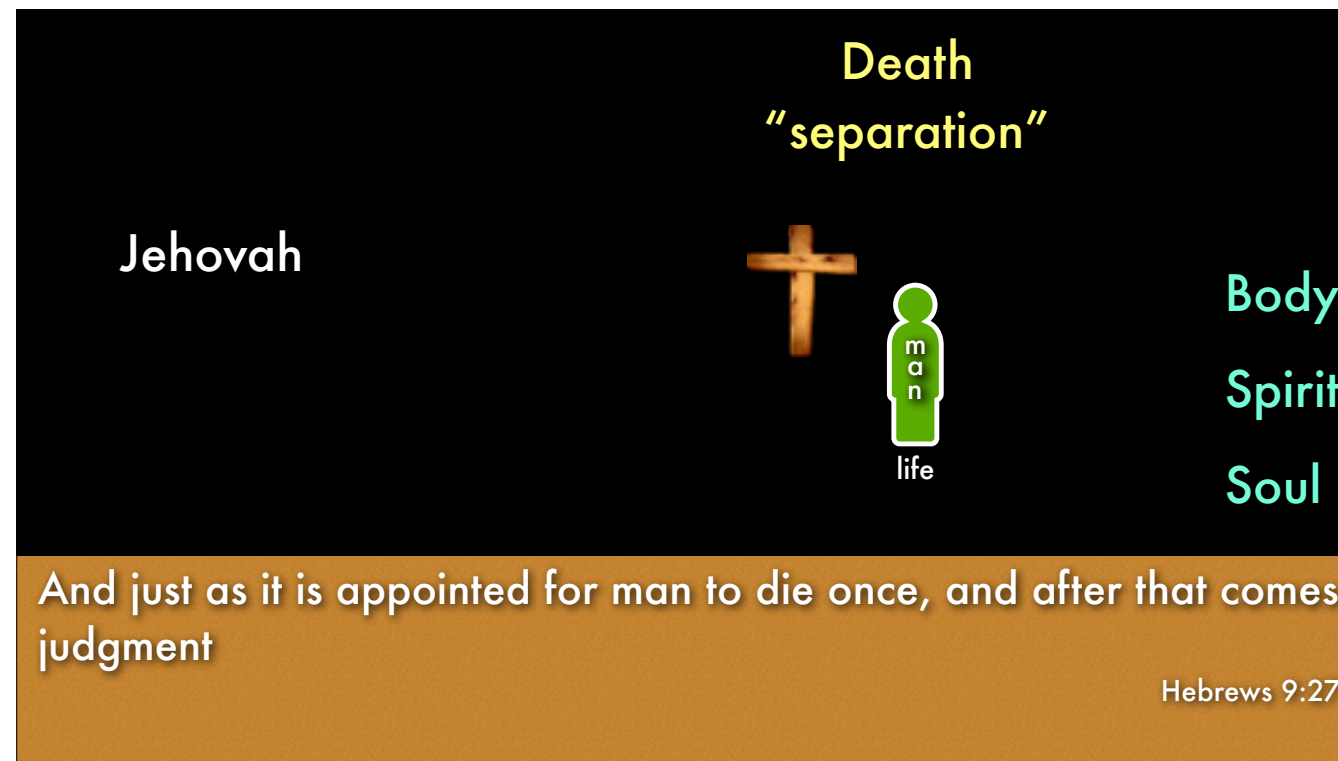 Death
“separation”
Jehovah
man
life
Body
Spirit
Soul
And just as it is appointed for man to die once, and after that comes
judgment
Hebrews 9:27